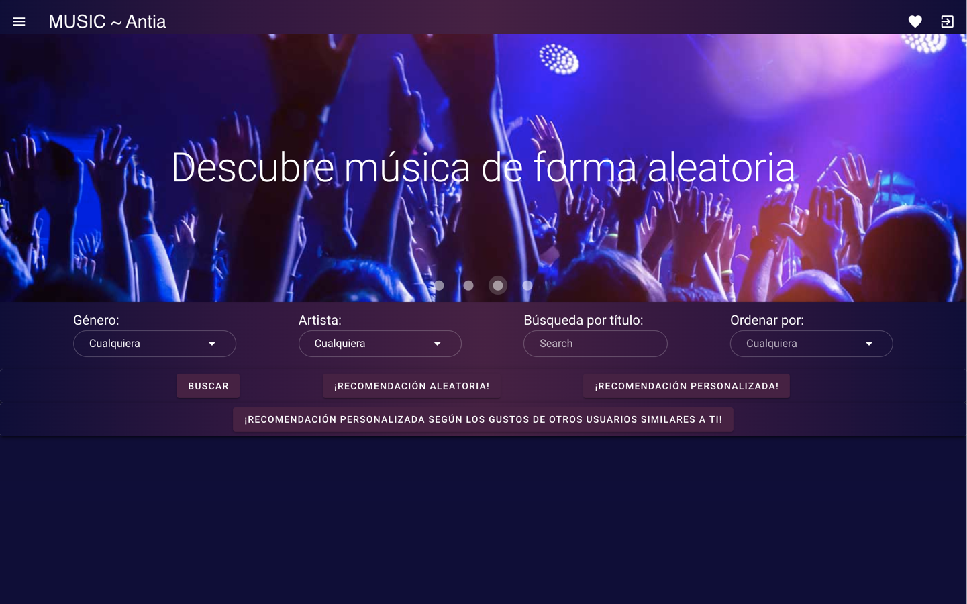 MUSIC ~ Antia
Descubre música de forma aleatoria
Género:
Artista:
Búsqueda por título:
Ordenar por:
Cualquiera
Cualquiera
Search
Cualquiera
BUSCAR
¡RECOMENDACIÓN ALEATORIA!
¡RECOMENDACIÓN PERSONALIZADA!
¡RECOMENDACIÓN PERSONALIZADA SEGÚN LOS GUSTOS DE OTROS USUARIOS SIMILARES A TI!